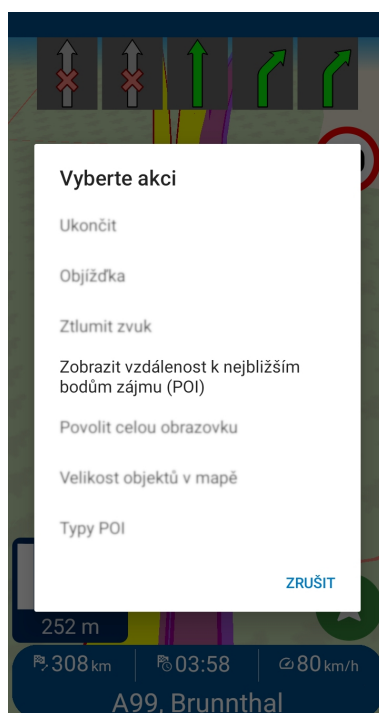 Vyberte akci
Ukončit
Objížďka
Ztlumit zvuk
Zobrazit vzdálenost k nejbližším
bodům zájmu (POI)
Povolit celou obrazovku
Velikost objektů v mapě
Typy POI
ZRUŠIT
252 m
308 km 03:58 80 km/h
A99, Brunnthal